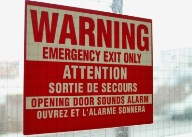 WARNING
EMERGENCY EXIT ONLY
ATTENTION
SORTIE DE SECOURS
OPENING DOOR SOUNDS ALARM
OUVREZ ET L'ALARME SONNERA